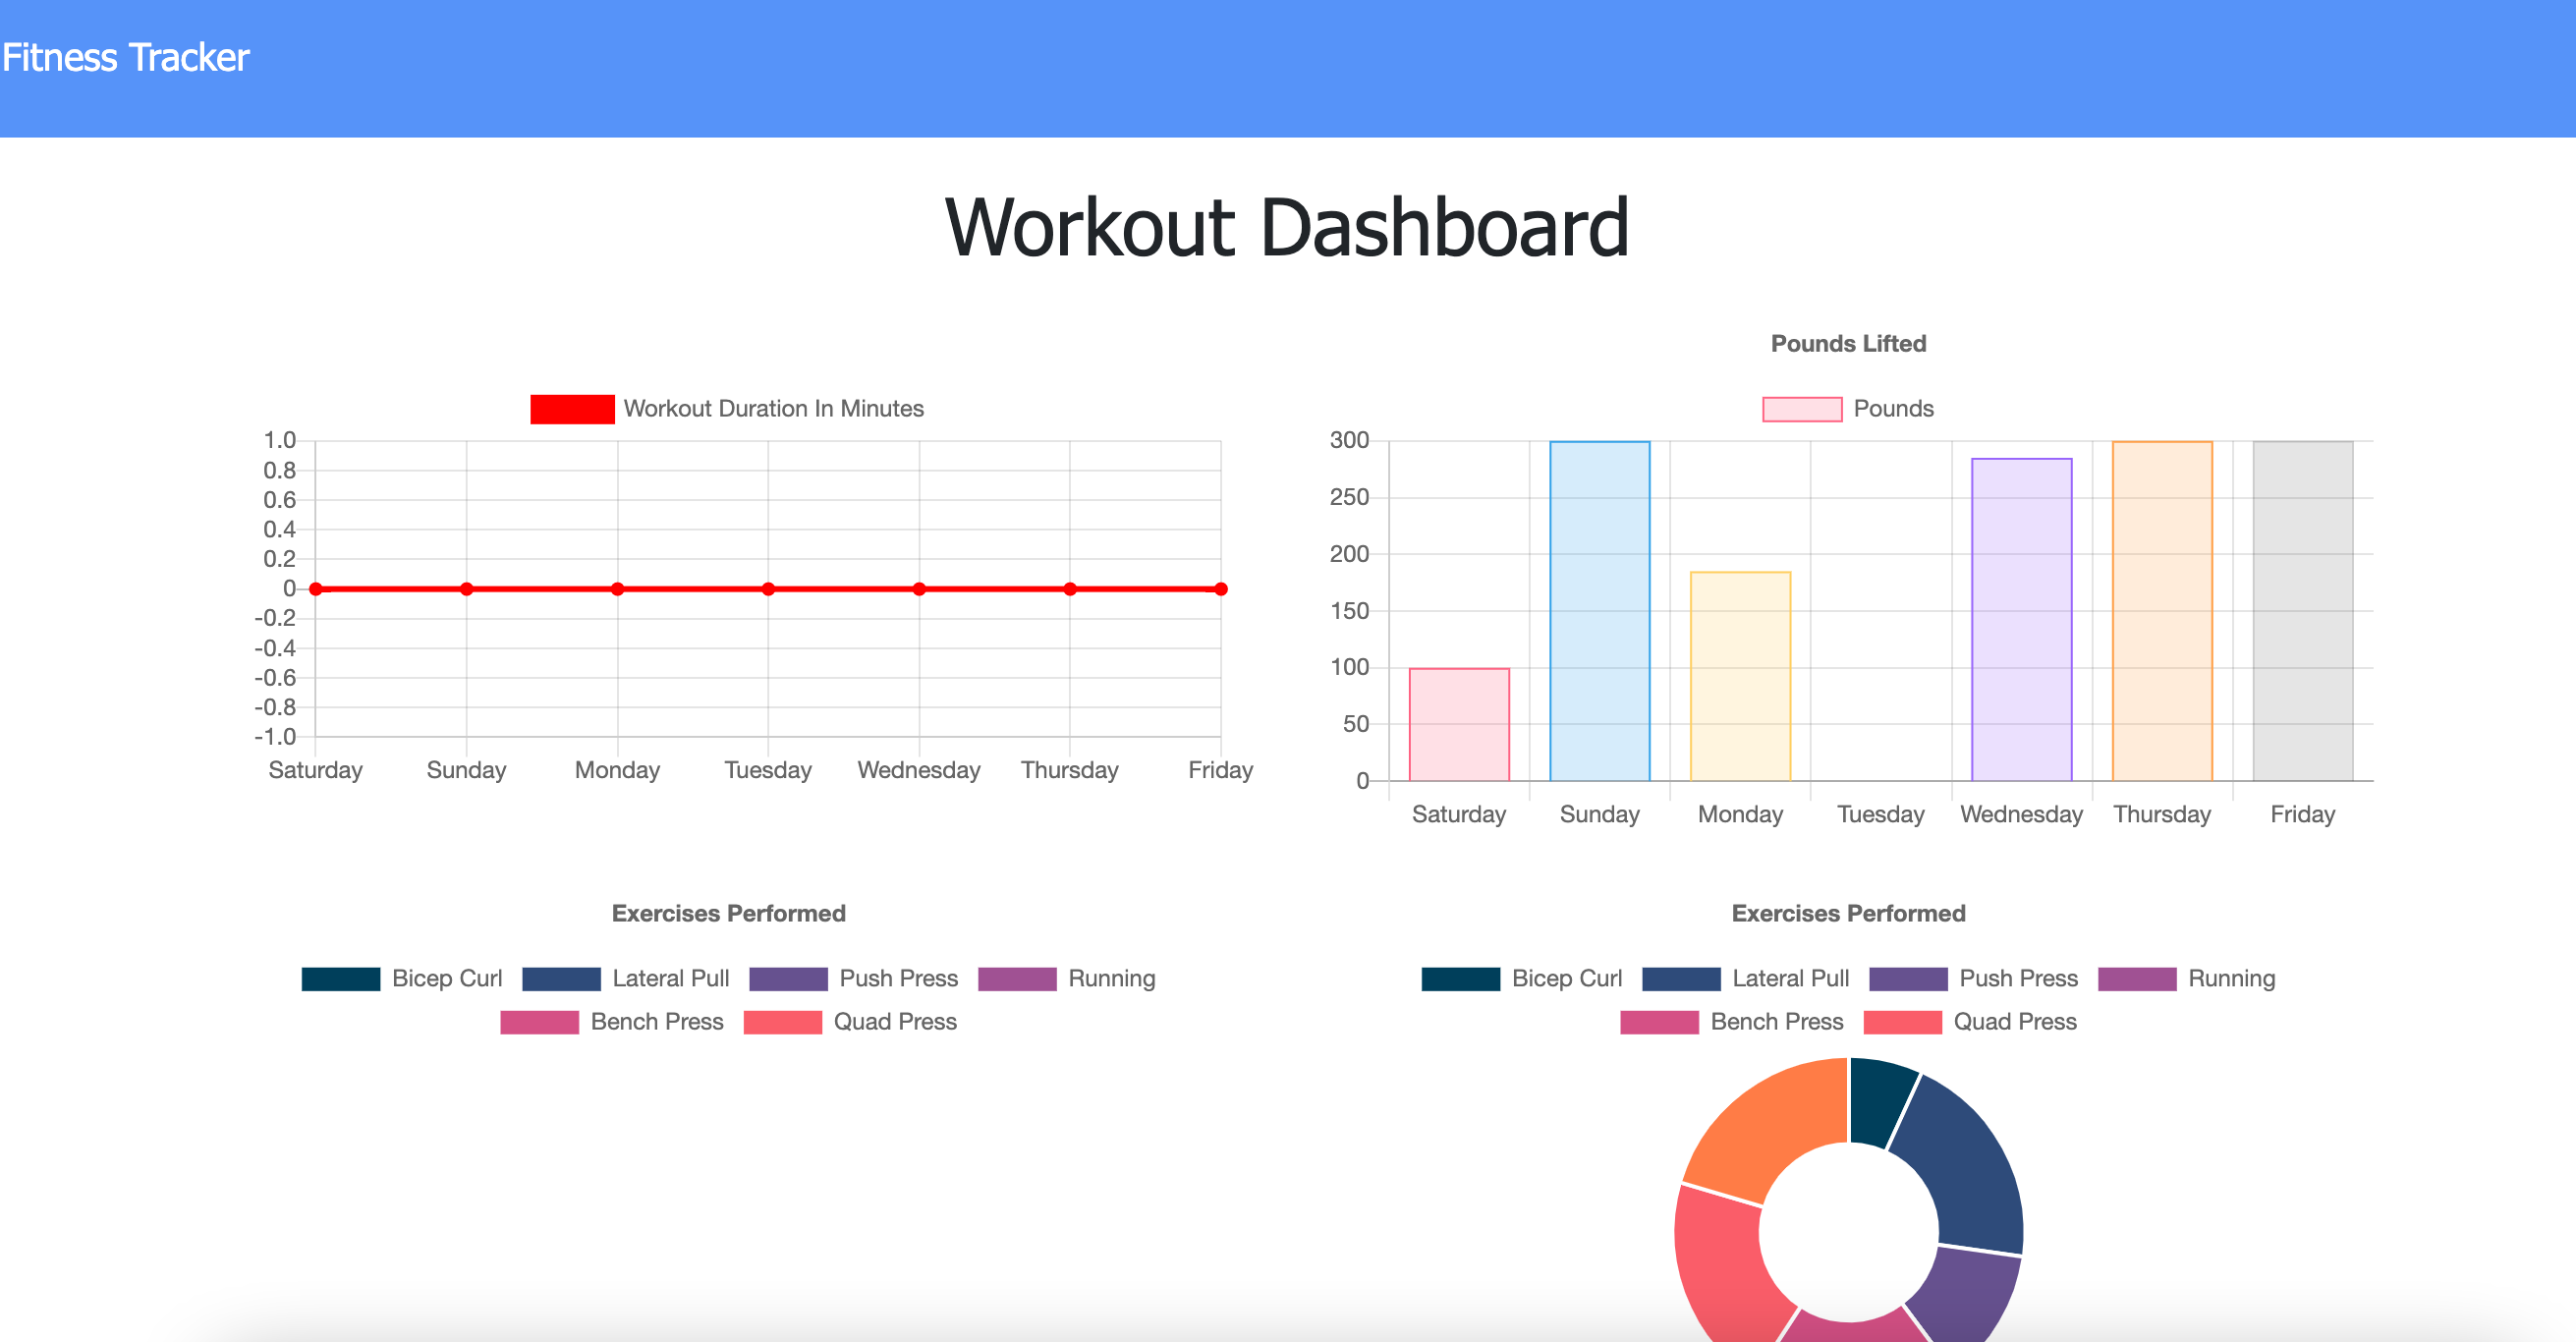 Fitness Tracker
Workout Dashboard
Workout Duration In Minutes
1.0
0.8
0.6
0.4
0.2
0
-0.2
-0.4
-0.6
-0.8
-1.0
Saturday Sunday Monday Tuesday Wednesday Thursday Friday
Pounds Lifted
Pounds
300
250
200
150
100
50
0
Saturday Sunday Monday Tuesday Wednesday Thursday Friday
Exercises Performed
Bicep Curl Lateral Pull Push Press Running
Bench Press Quad Press
Exercises Performed
Bicep Curl Lateral Pull Push Press Running
Bench Press Quad Press